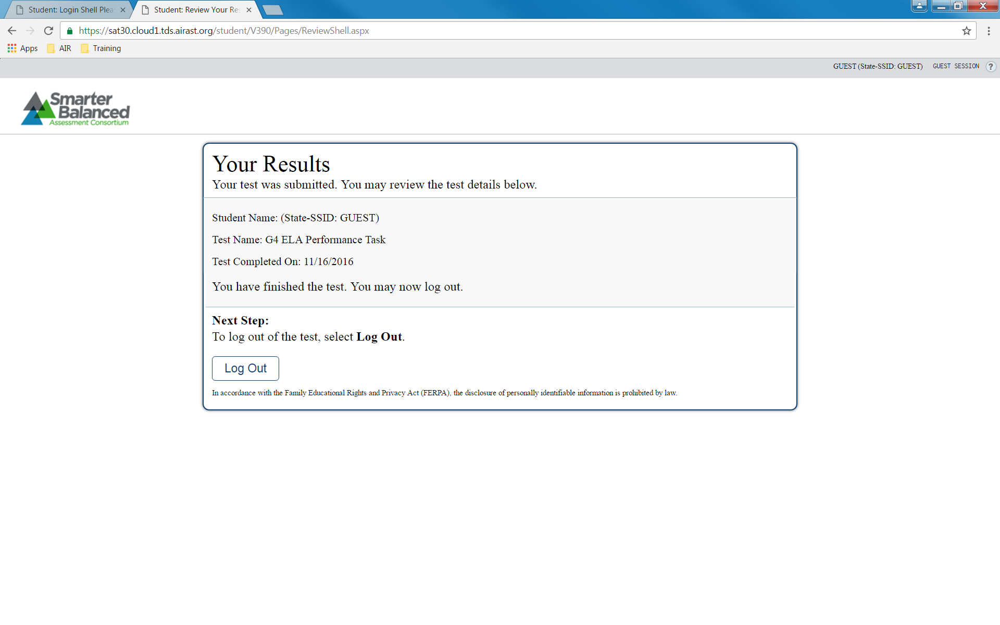 Student: Login Shell Plea
Student: Review Your Re
https://sat30.cloud1.tds.airast.org/student/V390/Pages/ReviewShell.aspx
Apps AIR Training
GUEST (State-SSID: GUEST) GUEST SESSION ?
Smarter
Balanced
Assessment Consortium
Your Results
Your test was submitted. You may review the test details below.
Student Name: (State-SSID: GUEST)
Test Name: G4 ELA Performance Task
Test Completed On: 11/16/2016
You have finished the test. You may now log out.
Next Step:
To log out of the test, select Log Out.
Log Out
In accordance with the Family Educational Rights and Privacy Act (FERPA), the disclosure of personally identifiable information is prohibited by law.